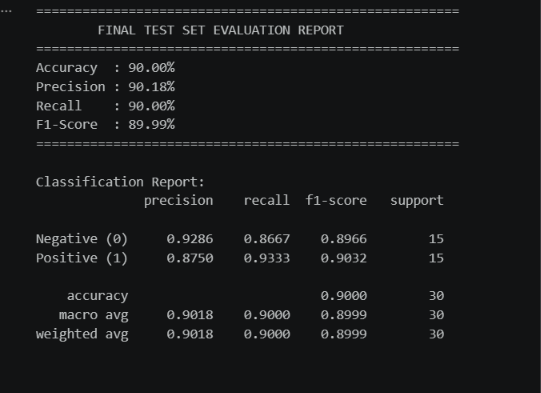 ...
=======================================================
FINAL TEST SET EVALUATION REPORT
=======================================================
Accuracy  : 90.00%
Precision : 90.18%
Recall    : 90.00%
F1-Score  : 89.99%
=======================================================
Classification Report:
              precision    recall  f1-score   support
Negative (0)     0.9286    0.8667    0.8966        15
Positive (1)     0.8750    0.9333    0.9032        15
    accuracy                         0.9000        30
   macro avg     0.9018    0.9000    0.8999        30
weighted avg     0.9018    0.9000    0.8999        30